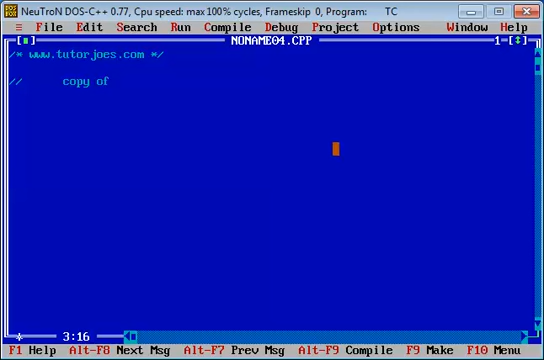 NeuTroN DOS-C++ 0.77, Cpu speed: max 100% cycles, Frameskip 0, Program: TC
≡ File Edit Search Run Compile Debug Project Options Window Help
NONAME04.CPP 1=[↕]
/* www.tutorjoes.com */
// copy of
3:16
F1 Help Alt-F8 Next Msg Alt-F7 Prev Msg Alt-F9 Compile F9 Make F10 Menu